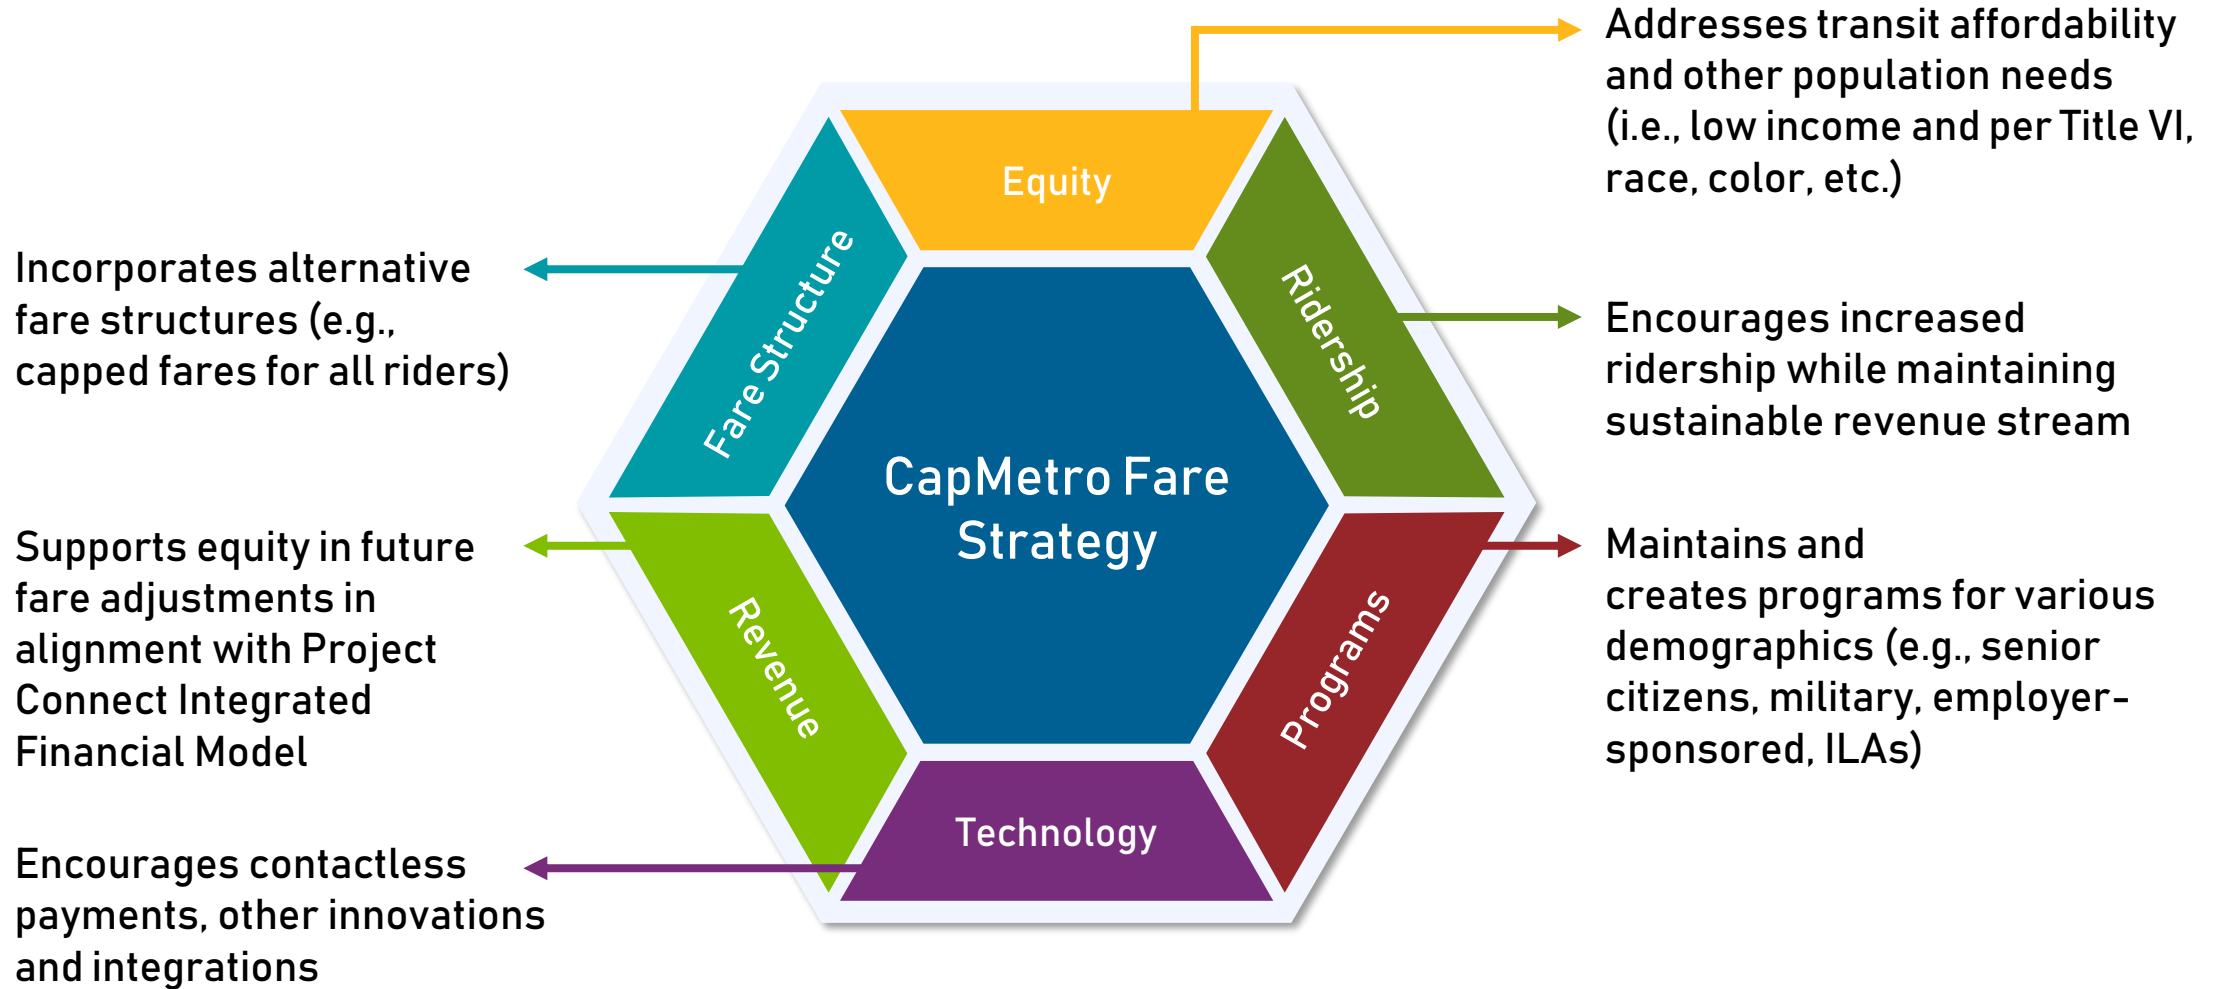 Addresses transit affordability
and other population needs
(i.e., low income and per Title VI,
race, color, etc.)
Equity
Incorporates alternative
fare structures (e.g.,
capped fares for all riders)
Fare Structure
Ridership
Encourages increased
ridership while maintaining
sustainable revenue stream
CapMetro Fare
Strategy
Supports equity in future
fare adjustments in
alignment with Project
Connect Integrated
Financial Model
Revenue
Programs
Maintains and
creates programs for various
demographics (e.g., senior
citizens, military, employer-
sponsored, ILAs)
Technology
Encourages contactless
payments, other innovations
and integrations